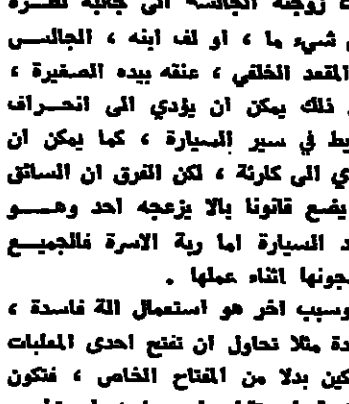 زوجته الجالسة الى جانبه نظره
شيء ما ، او لف ابنه ، الجالس
المقعد الخلفي ، عنقه بيده الصغيرة ،
ذلك يمكن ان يؤدي الى انحراف
يط في سير السيارة ، كما يمكن ان
دي الى كارثة ، لكن الفرق ان السائق
يضع قانونا بالا يزعجه احد وهو
د السيارة اما ربة الاسرة فالجميع
جونها اثناء عملها .
وسبب اخر هو استعمال الة فاسدة ،
دة مثلا تحاول ان تفتح احدى المعلبات
كين بدلا من المفتاح الخاص ، فتكون